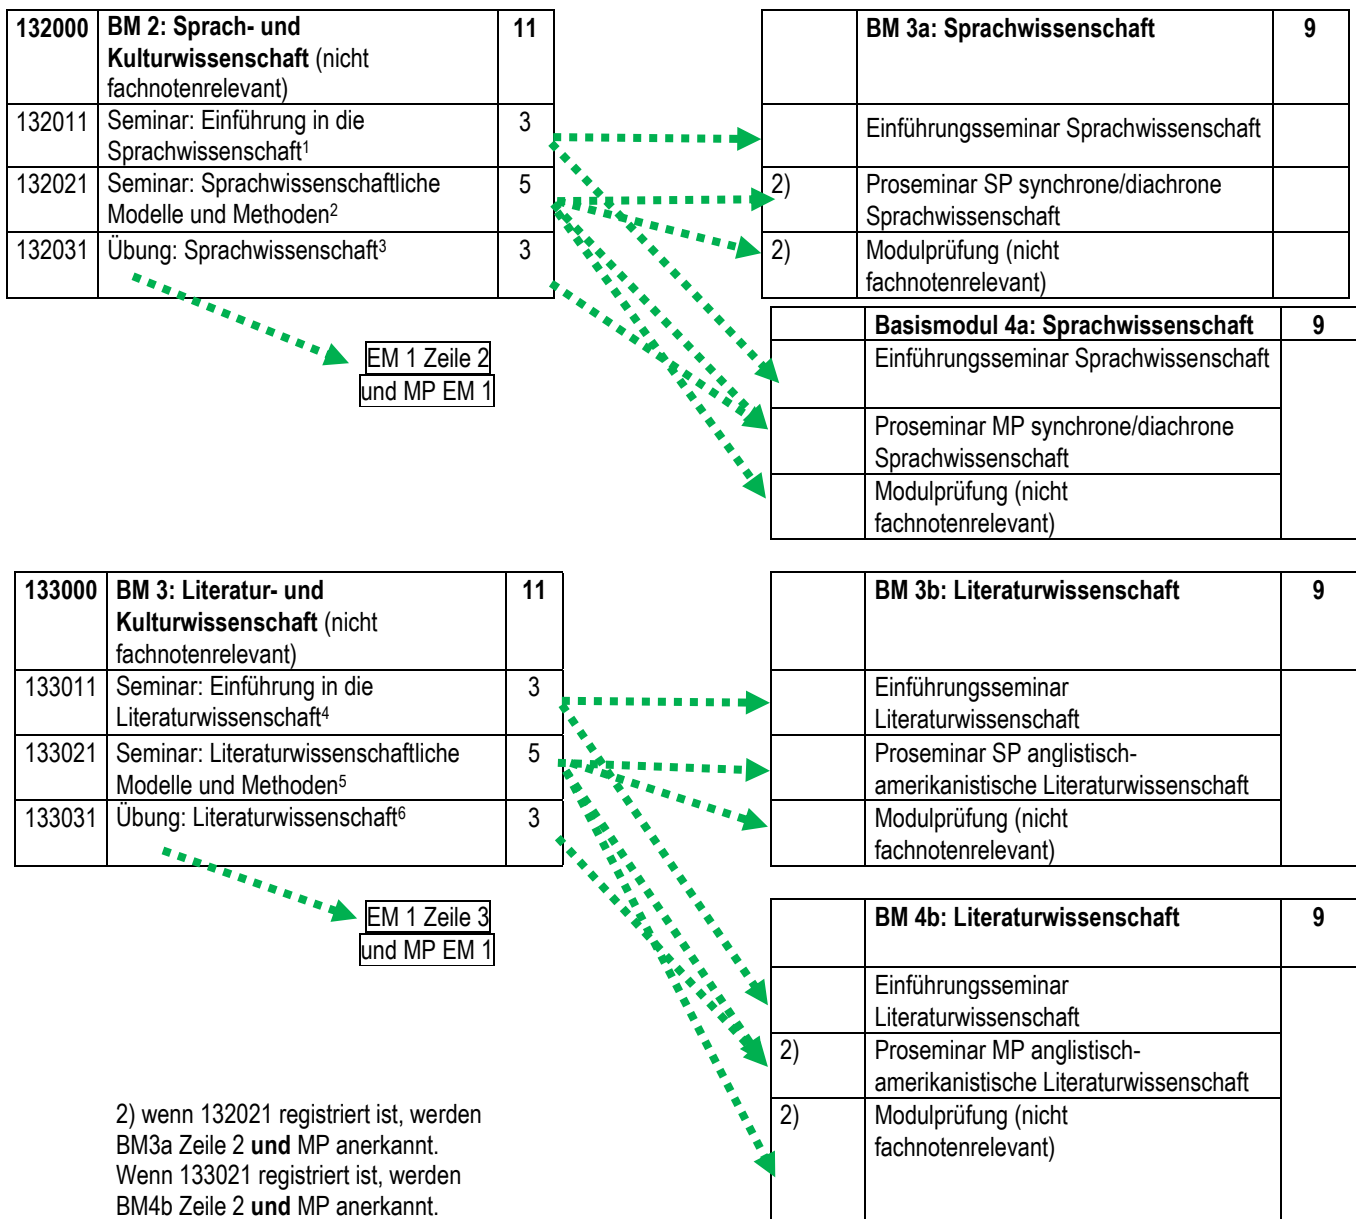 132000 BM 2: Sprach- und 11
Kulturwissenschaft (nicht
fachnotenrelevant)
132011 Seminar: Einführung in die 3
Sprachwissenschaft¹
132021 Seminar: Sprachwissenschaftliche 5
Modelle und Methoden²
132031 Übung: Sprachwissenschaft³ 3
EM 1 Zeile 2
und MP EM 1
BM 3a: Sprachwissenschaft 9
Einführungsseminar Sprachwissenschaft
2) Proseminar SP synchrone/diachrone
Sprachwissenschaft
2) Modulprüfung (nicht
fachnotenrelevant)
Basismodul 4a: Sprachwissenschaft 9
Einführungsseminar Sprachwissenschaft
Proseminar MP synchrone/diachrone
Sprachwissenschaft
Modulprüfung (nicht
fachnotenrelevant)
133000 BM 3: Literatur- und 11
Kulturwissenschaft (nicht
fachnotenrelevant)
133011 Seminar: Einführung in die 3
Literaturwissenschaft⁴
133021 Seminar: Literaturwissenschaftliche 5
Modelle und Methoden⁵
133031 Übung: Literaturwissenschaft⁶ 3
EM 1 Zeile 3
und MP EM 1
BM 3b: Literaturwissenschaft 9
Einführungsseminar
Literaturwissenschaft
Proseminar SP anglistisch-
amerikanistische Literaturwissenschaft
Modulprüfung (nicht
fachnotenrelevant)
BM 4b: Literaturwissenschaft 9
Einführungsseminar
Literaturwissenschaft
2) Proseminar MP anglistisch-
amerikanistische Literaturwissenschaft
2) Modulprüfung (nicht
fachnotenrelevant)
2) wenn 132021 registriert ist, werden
BM3a Zeile 2 und MP anerkannt.
Wenn 133021 registriert ist, werden
BM4b Zeile 2 und MP anerkannt.